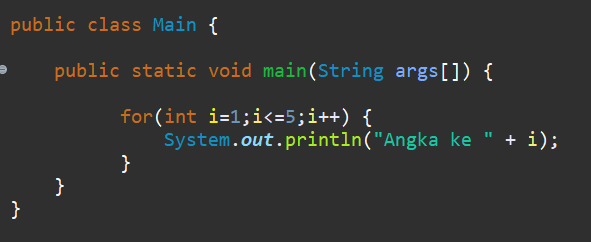 public class Main {
public static void main(String args[]) {
for(int i=1;i<=5;i++) {
System.out.println("Angka ke " + i);
}
}
}